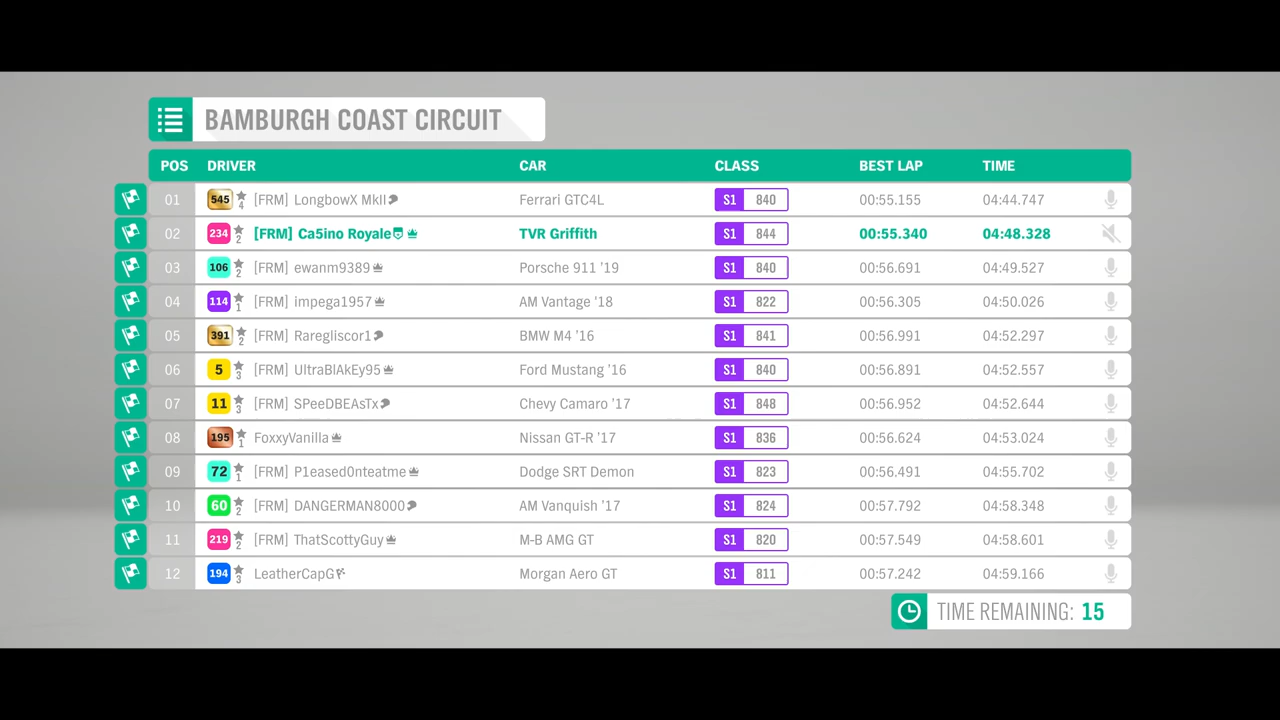 BAMBURGH COAST CIRCUIT
POS DRIVER CAR CLASS BEST LAP TIME
01 545 4 [FRM] LongbowX MkII Ferrari GTC4L S1 840 00:55.155 04:44.747
02 234 2 [FRM] Ca5ino Royale TVR Griffith S1 844 00:55.340 04:48.328
03 106 2 [FRM] ewanm9389 Porsche 911 '19 S1 840 00:56.691 04:49.527
04 114 1 [FRM] impega1957 AM Vantage '18 S1 822 00:56.305 04:50.026
05 391 2 [FRM] Raregliscor1 BMW M4 '16 S1 841 00:56.991 04:52.297
06 5 3 [FRM] UltraBlAkEy95 Ford Mustang '16 S1 840 00:56.891 04:52.557
07 11 3 [FRM] SPeeDBEAsTx Chevy Camaro '17 S1 848 00:56.952 04:52.644
08 195 1 FoxxyVanilla Nissan GT-R '17 S1 836 00:56.624 04:53.024
09 72 1 [FRM] P1eased0nteatme Dodge SRT Demon S1 823 00:56.491 04:55.702
10 60 2 [FRM] DANGERMAN8000 AM Vanquish '17 S1 824 00:57.792 04:58.348
11 219 2 [FRM] ThatScottyGuy M-B AMG GT S1 820 00:57.549 04:58.601
12 194 3 LeatherCapG Morgan Aero GT S1 811 00:57.242 04:59.166
TIME REMAINING: 15